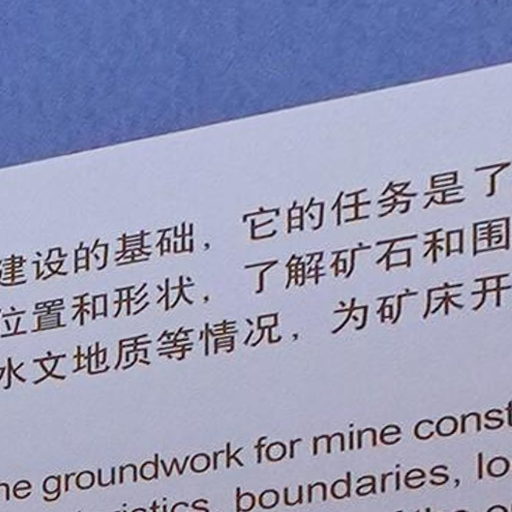 建设的基础，它的任务是了
位置和形状，了解矿石和围
水文地质等情况，为矿床开
groundwork for mine const
boundaries, lo